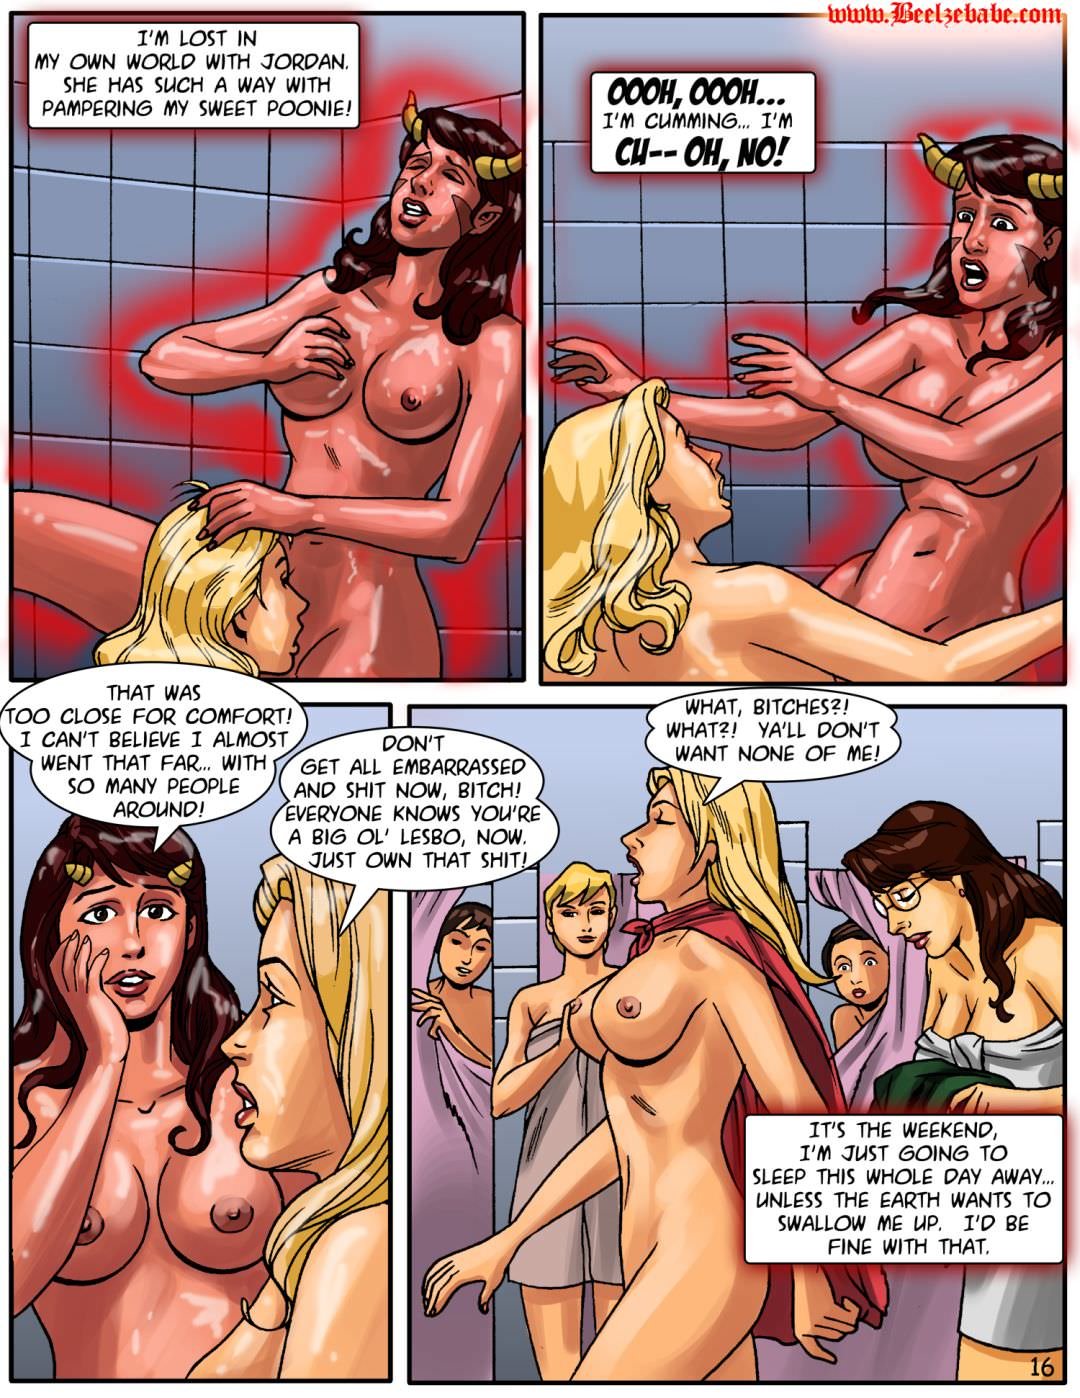 www.Beelzebabe.com
I'M LOST IN
MY OWN WORLD WITH JORDAN.
SHE HAS SUCH A WAY WITH
PAMPERING MY SWEET POONIE!
OOOH, OOOH...
I'M CUMMING... I'M
CU-- OH, NO!
THAT WAS
TOO CLOSE FOR COMFORT!
I CAN'T BELIEVE I ALMOST
WENT THAT FAR... WITH
SO MANY PEOPLE
AROUND!
DON'T
GET ALL EMBARRASSED
AND SHIT NOW, BITCH!
EVERYONE KNOWS YOU'RE
A BIG OL' LESBO, NOW.
JUST OWN THAT SHIT!
WHAT, BITCHES?!
WHAT?! YA'LL DON'T
WANT NONE OF ME!
IT'S THE WEEKEND,
I'M JUST GOING TO
SLEEP THIS WHOLE DAY AWAY...
UNLESS THE EARTH WANTS TO
SWALLOW ME UP. I'D BE
FINE WITH THAT.
16